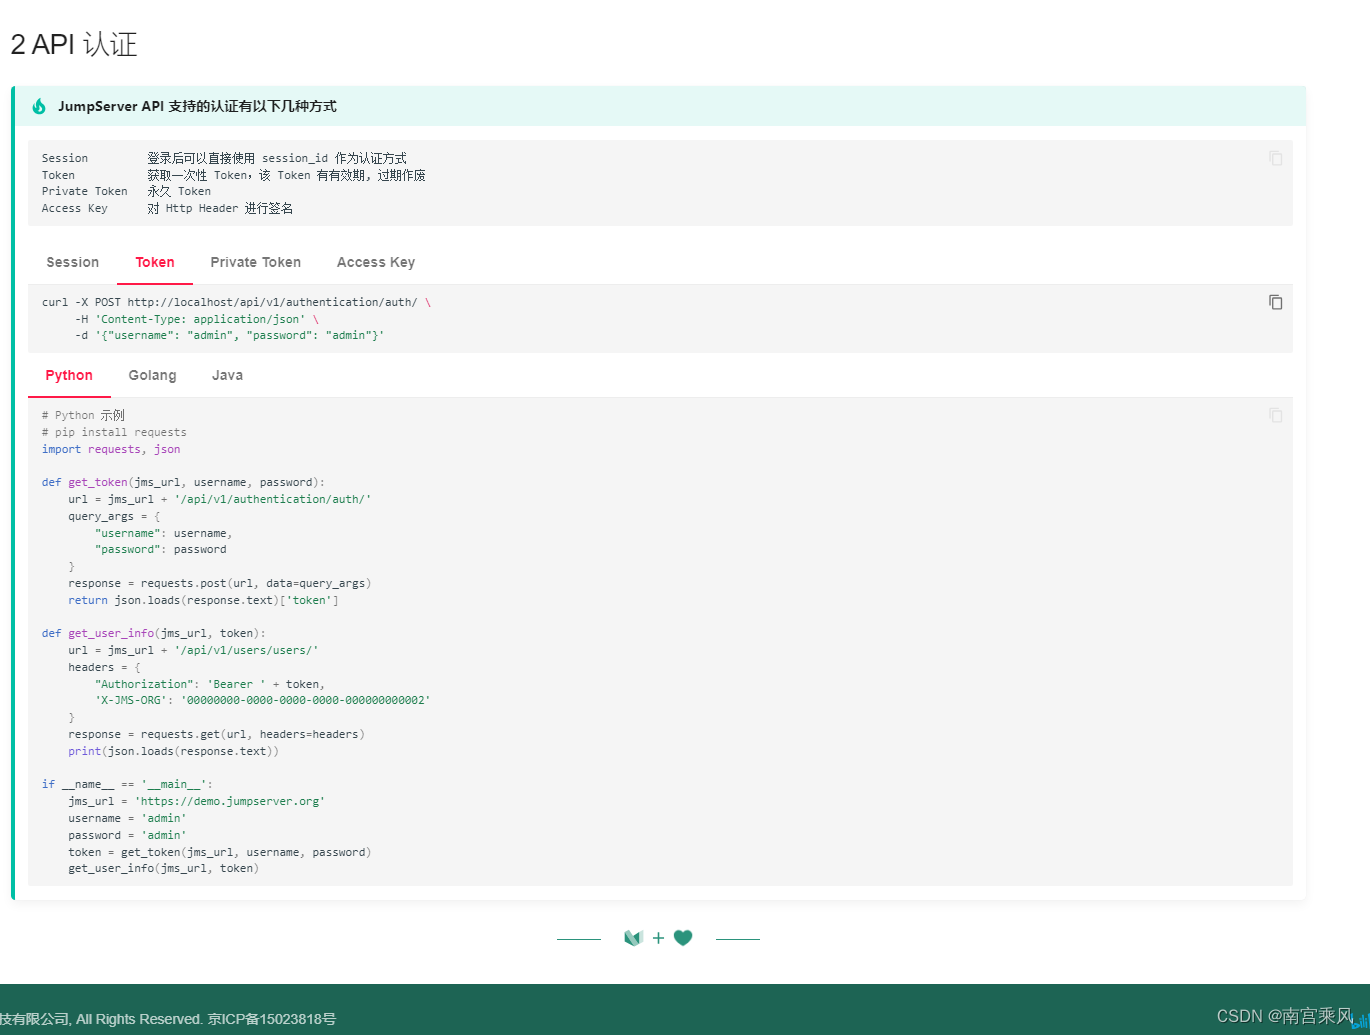 2 API 认证
JumpServer API 支持的认证有以下几种方式
Session 登录后可以直接使用 session_id 作为认证方式
Token 获取一次性 Token，该 Token 有有效期, 过期作废
Private Token 永久 Token
Access Key 对 Http Header 进行签名
Session Token Private Token Access Key
curl -X POST http://localhost/api/v1/authentication/auth/ \
     -H 'Content-Type: application/json' \
     -d '{"username": "admin", "password": "admin"}'
Python Golang Java
# Python 示例
# pip install requests
import requests, json
def get_token(jms_url, username, password):
    url = jms_url + '/api/v1/authentication/auth/'
    query_args = {
        "username": username,
        "password": password
    }
    response = requests.post(url, data=query_args)
    return json.loads(response.text)['token']
def get_user_info(jms_url, token):
    url = jms_url + '/api/v1/users/users/'
    headers = {
        "Authorization": 'Bearer ' + token,
        'X-JMS-ORG': '00000000-0000-0000-0000-000000000002'
    }
    response = requests.get(url, headers=headers)
    print(json.loads(response.text))
if __name__ == '__main__':
    jms_url = 'https://demo.jumpserver.org'
    username = 'admin'
    password = 'admin'
    token = get_token(jms_url, username, password)
    get_user_info(jms_url, token)
+
技有限公司, All Rights Reserved. 京ICP备15023818号
CSDN @南宫乘风